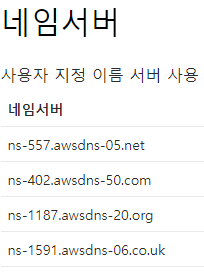 네임서버
사용자 지정 이름 서버 사용
네임서버
ns-557.awsdns-05.net
ns-402.awsdns-50.com
ns-1187.awsdns-20.org
ns-1591.awsdns-06.co.uk